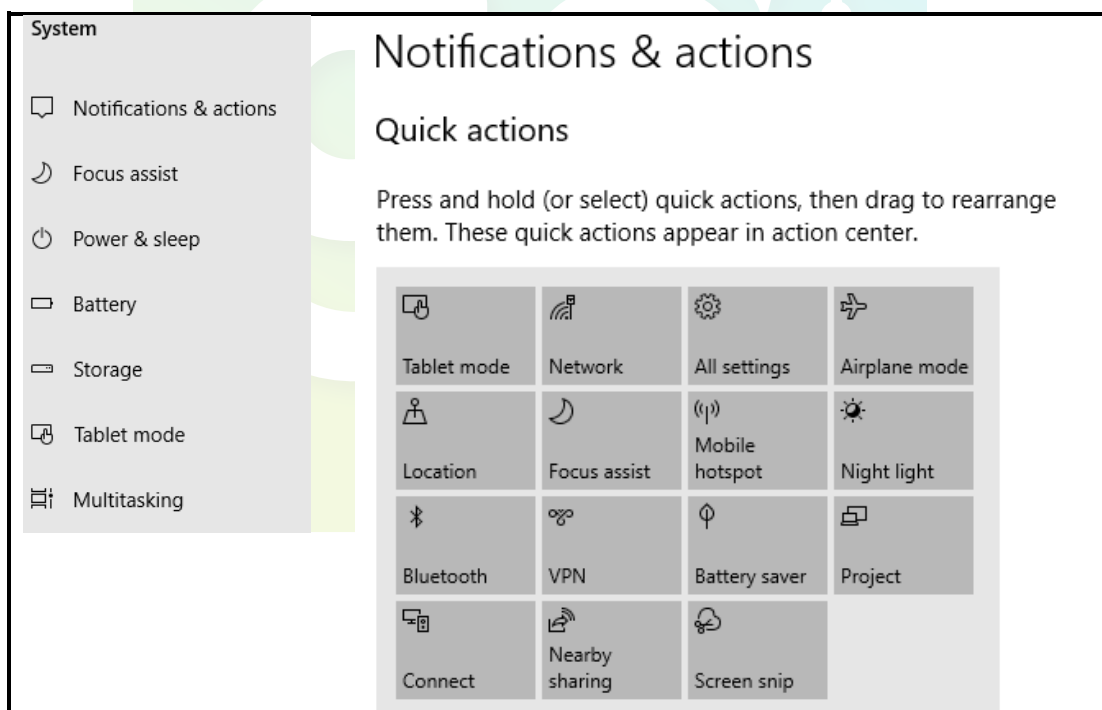 System
Notifications & actions
Focus assist
Power & sleep
Battery
Storage
Tablet mode
Multitasking
Notifications & actions
Quick actions
Press and hold (or select) quick actions, then drag to rearrange
them. These quick actions appear in action center.
Tablet mode
Network
All settings
Airplane mode
Location
Focus assist
Mobile
hotspot
Night light
Bluetooth
VPN
Battery saver
Project
Connect
Nearby
sharing
Screen snip